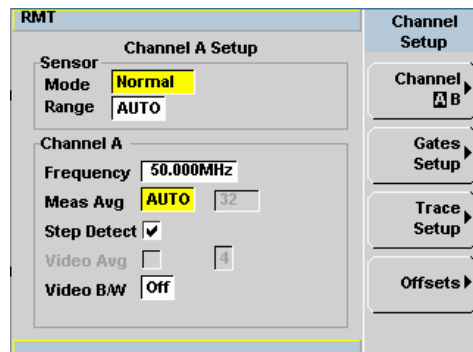 RMT
Channel A Setup
Sensor
Mode Normal
Range AUTO
Channel A
Frequency 50.000MHz
Meas Avg AUTO 32
Step Detect
Video Avg 4
Video B/W Off
Channel
Setup
Channel
A B
Gates
Setup
Trace
Setup
Offsets